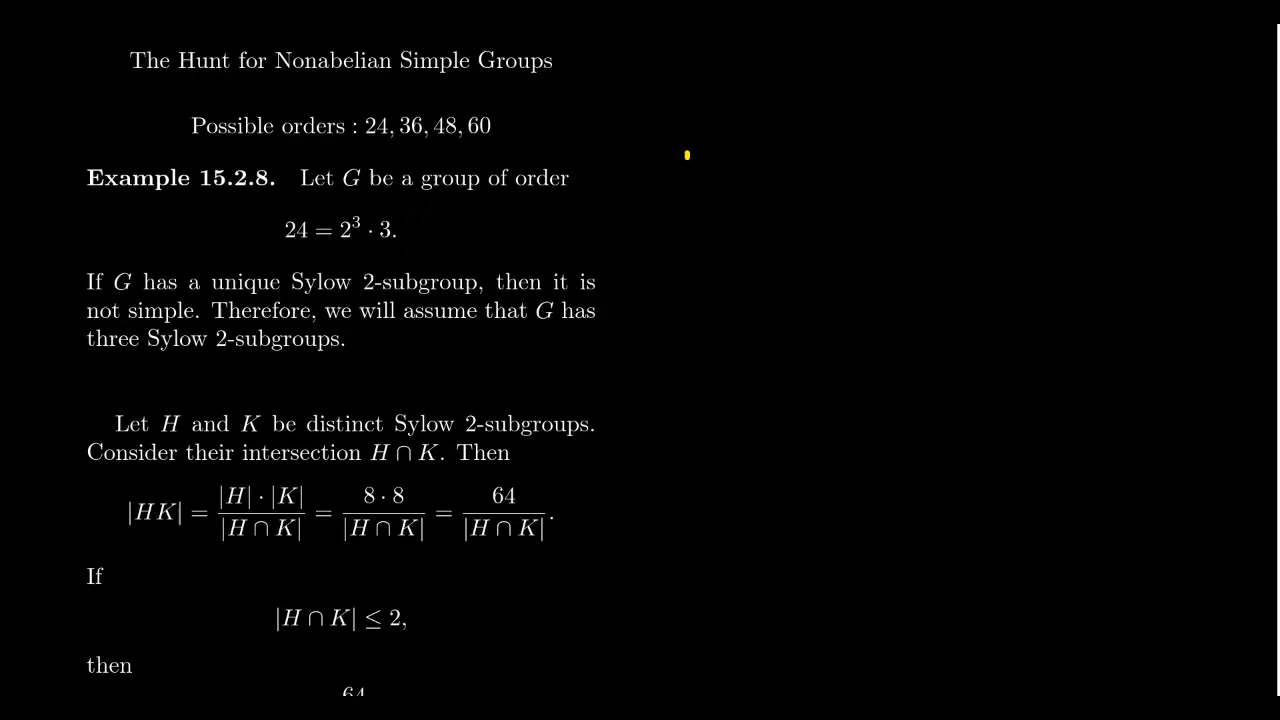 The Hunt for Nonabelian Simple Groups
Possible orders : 24, 36, 48, 60
Example 15.2.8. Let G be a group of order
24 = 2³ · 3.
If G has a unique Sylow 2-subgroup, then it is
not simple. Therefore, we will assume that G has
three Sylow 2-subgroups.
Let H and K be distinct Sylow 2-subgroups.
Consider their intersection H ∩ K. Then
|HK| = |H| · |K| / |H ∩ K| = 8 · 8 / |H ∩ K| = 64 / |H ∩ K|.
If
|H ∩ K| ≤ 2,
then
64